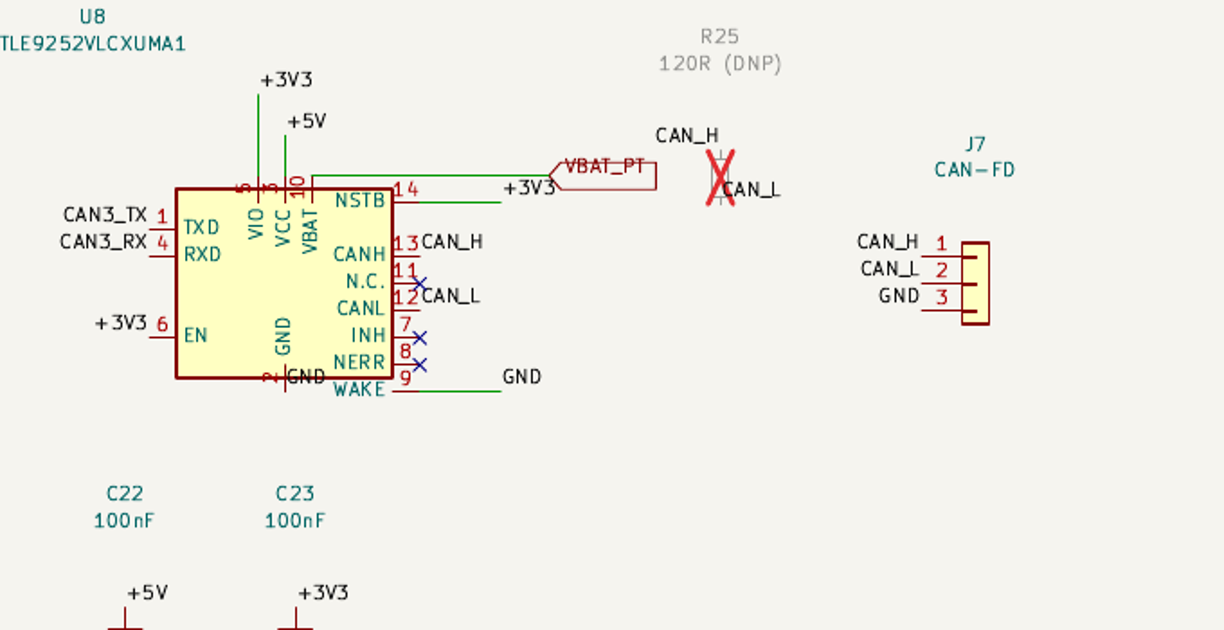 U8
TLE9252VLCXUMA1
R25
120R (DNP)
+3V3
+5V
CAN_H
J7
CAN-FD
VBAT_PT
CAN_L
5
3
10
14
+3V3
NSTB
CAN3_TX 1
TXD
VIO
VCC
VBAT
CAN3_RX 4
RXD
CANH
13
CAN_H
CAN_H 1
N.C.
11
CAN_L 2
CANL
12
CAN_L
GND 3
+3V3 6
EN
GND
INH
7
NERR
8
2
GND
WAKE
9
GND
C22
100nF
C23
100nF
+5V
+3V3